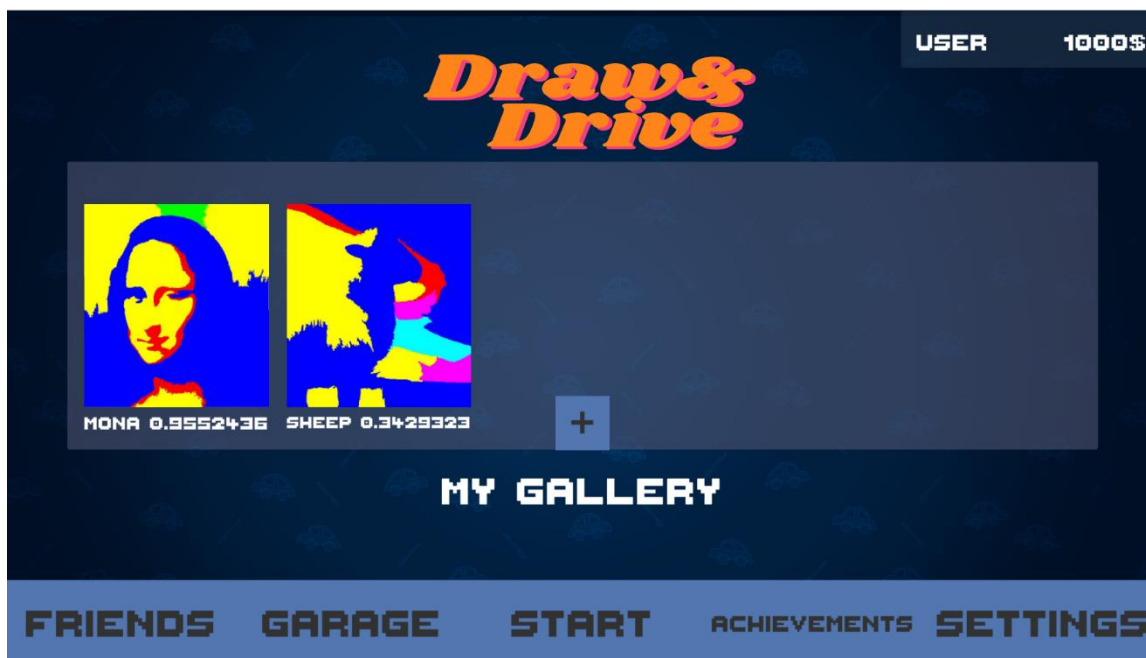 USER 1000$
Draw&
Drive
MONA 0.9552436 SHEEP 0.3429323
+
MY GALLERY
FRIENDS GARAGE START ACHIEVEMENTS SETTINGS